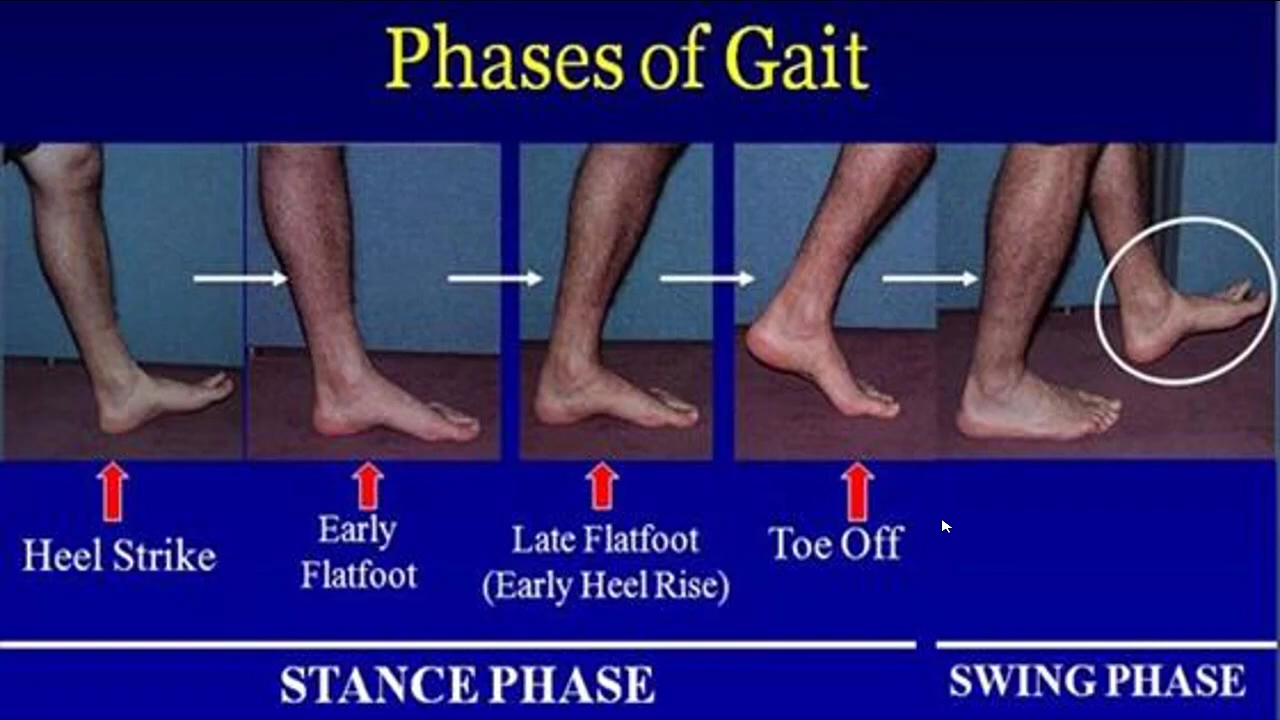 Phases of Gait
Heel Strike
Early
Flatfoot
Late Flatfoot
(Early Heel Rise)
Toe Off
STANCE PHASE
SWING PHASE